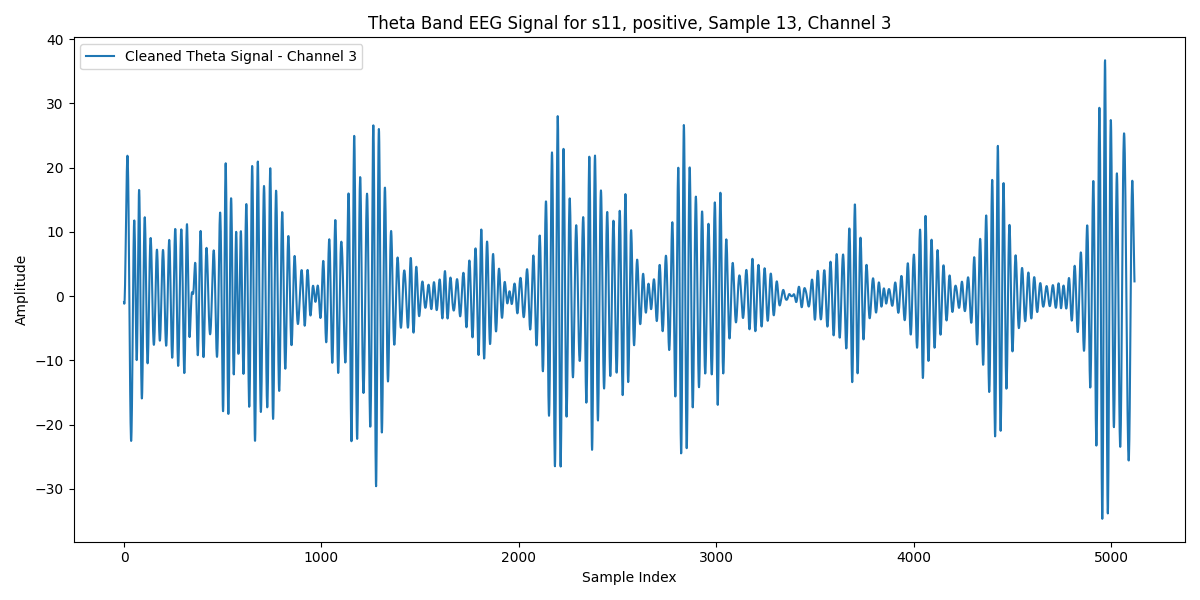 Theta Band EEG Signal for s11, positive, Sample 13, Channel 3
Cleaned Theta Signal - Channel 3
Amplitude
40
30
20
10
0
−10
−20
−30
0 1000 2000 3000 4000 5000
Sample Index